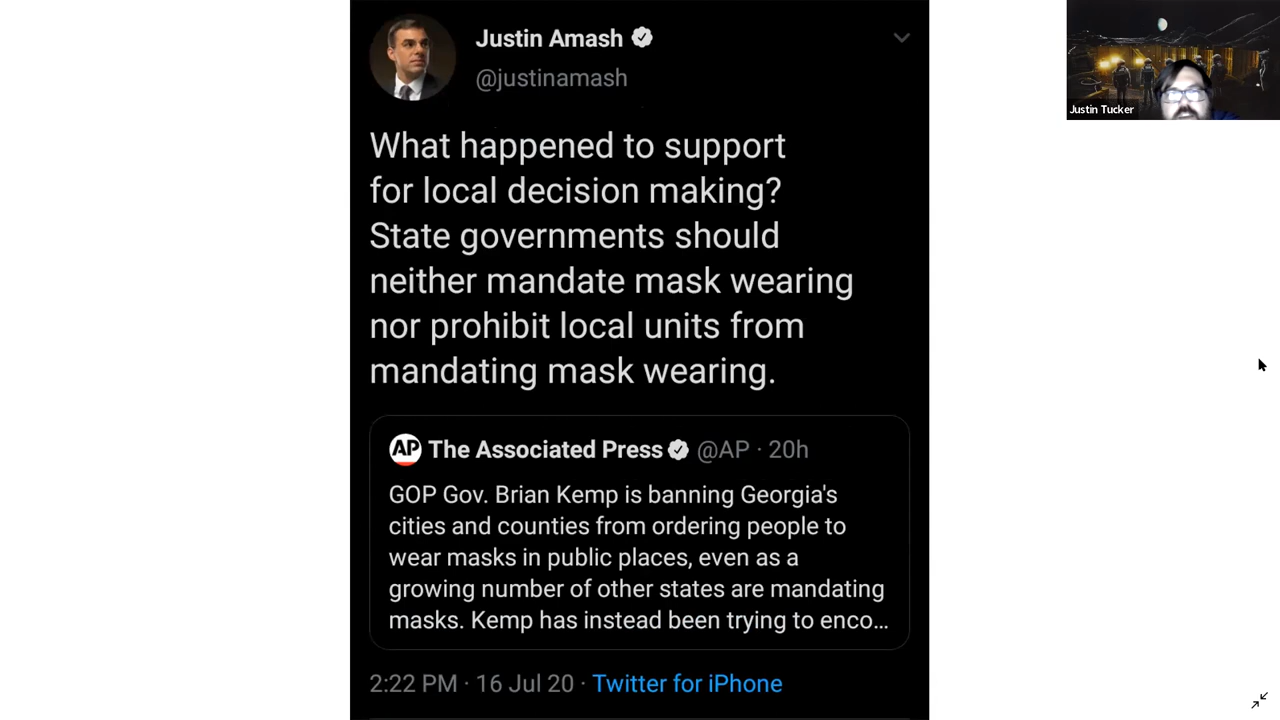 Justin Amash
@justinamash
What happened to support
for local decision making?
State governments should
neither mandate mask wearing
nor prohibit local units from
mandating mask wearing.
AP The Associated Press @AP · 20h
GOP Gov. Brian Kemp is banning Georgia's
cities and counties from ordering people to
wear masks in public places, even as a
growing number of other states are mandating
masks. Kemp has instead been trying to enco...
2:22 PM · 16 Jul 20 · Twitter for iPhone
Justin Tucker